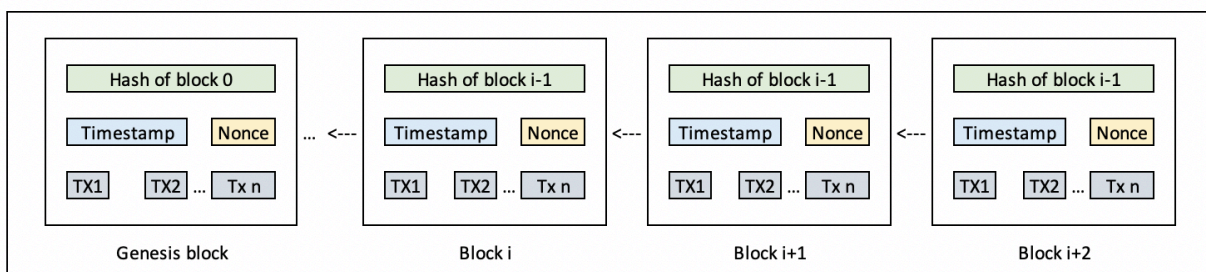 Hash of block 0 Hash of block i-1 Hash of block i-1 Hash of block i-1
Timestamp Nonce ... <--- Timestamp Nonce <--- Timestamp Nonce <--- Timestamp Nonce
TX1 TX2 ... Tx n TX1 TX2 ... Tx n TX1 TX2 ... Tx n TX1 TX2 ... Tx n
Genesis block Block i Block i+1 Block i+2